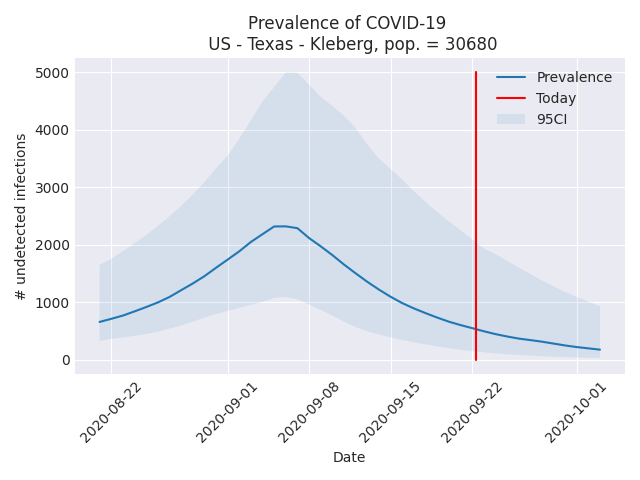 Prevalence of COVID-19
US - Texas - Kleberg, pop. = 30680
5000
4000
3000
2000
1000
0
# undetected infections
Prevalence
Today
95CI
2020-08-22
2020-09-01
2020-09-08
2020-09-15
2020-09-22
2020-10-01
Date